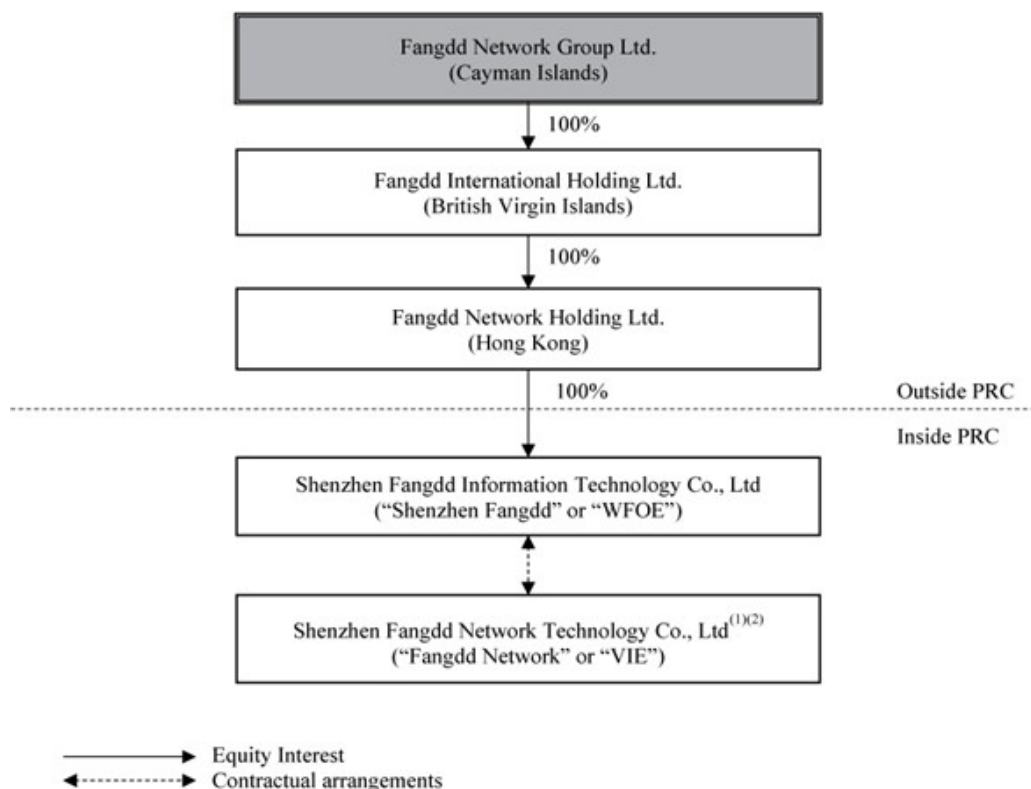 Fangdd Network Group Ltd.
(Cayman Islands)
100%
Fangdd International Holding Ltd.
(British Virgin Islands)
100%
Fangdd Network Holding Ltd.
(Hong Kong)
100%
Outside PRC
Inside PRC
Shenzhen Fangdd Information Technology Co., Ltd
(“Shenzhen Fangdd” or “WFOE”)
Shenzhen Fangdd Network Technology Co., Ltd(1)(2)
(“Fangdd Network” or “VIE”)
Equity Interest
Contractual arrangements